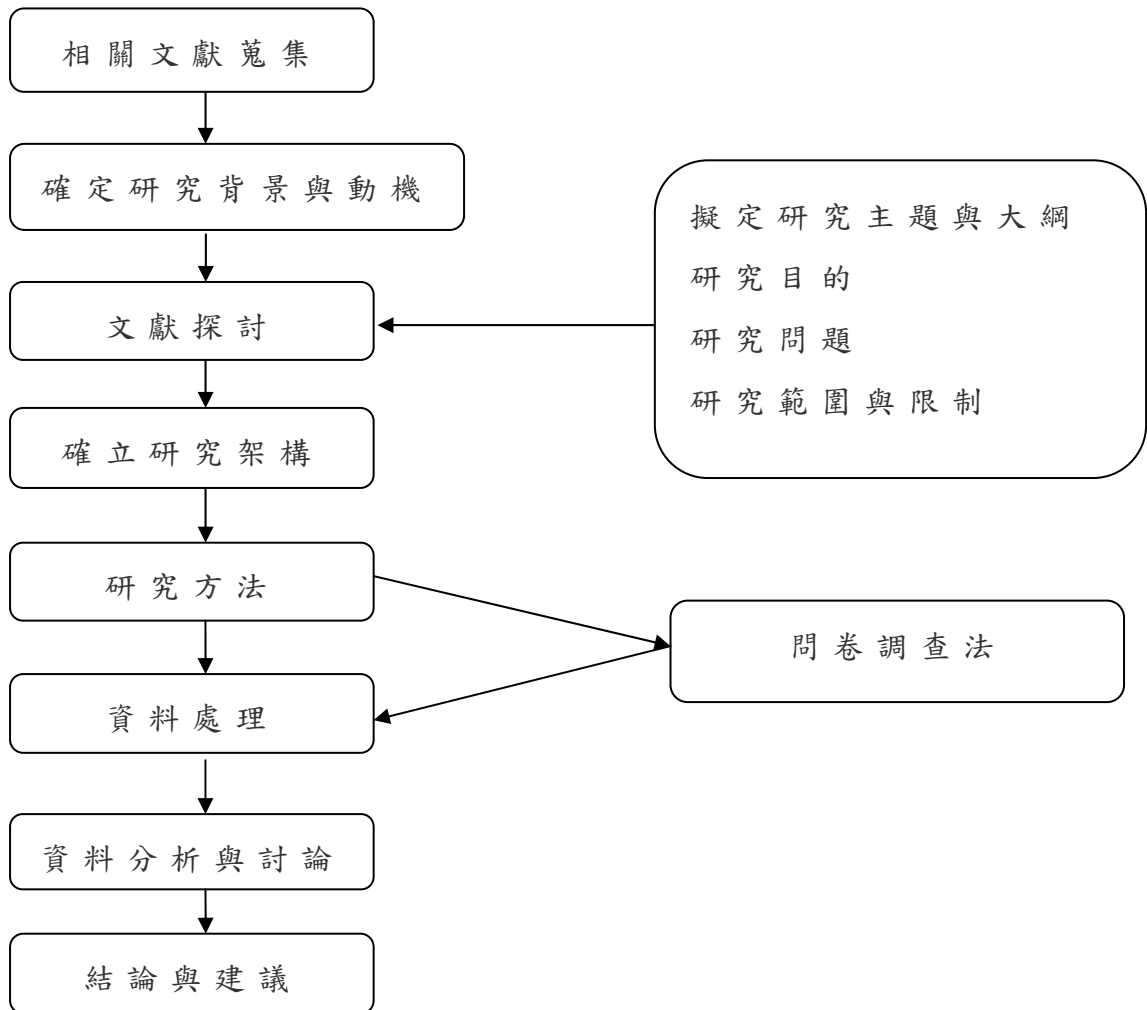 相關文獻蒐集
確定研究背景與動機
擬定研究主題與大綱
研究目的
研究問題
研究範圍與限制
文獻探討
確立研究架構
研究方法
問卷調查法
資料處理
資料分析與討論
結論與建議